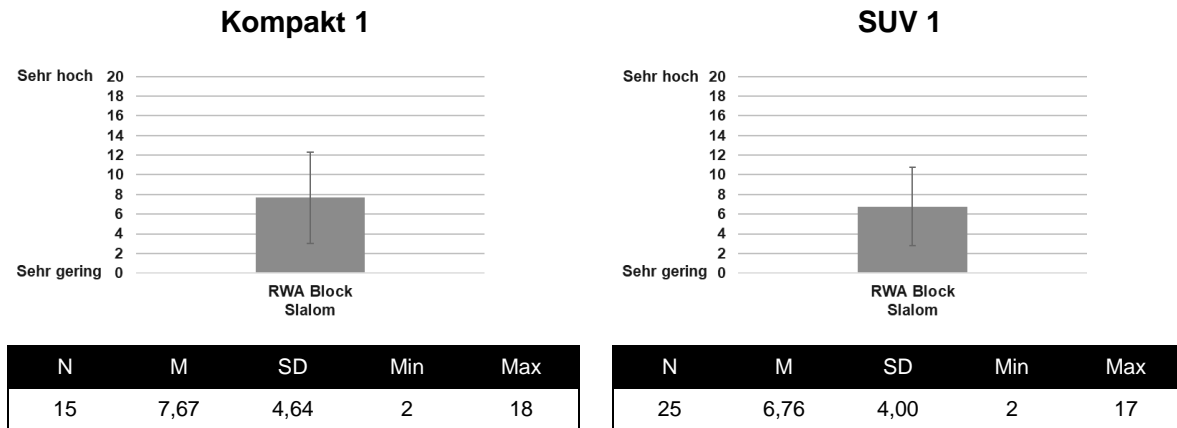 Kompakt 1
Sehr hoch 20
18
16
14
12
10
8
6
4
2
Sehr gering 0
RWA Block
Slalom
N M SD Min Max
15 7,67 4,64 2 18
SUV 1
Sehr hoch 20
18
16
14
12
10
8
6
4
2
Sehr gering 0
RWA Block
Slalom
N M SD Min Max
25 6,76 4,00 2 17